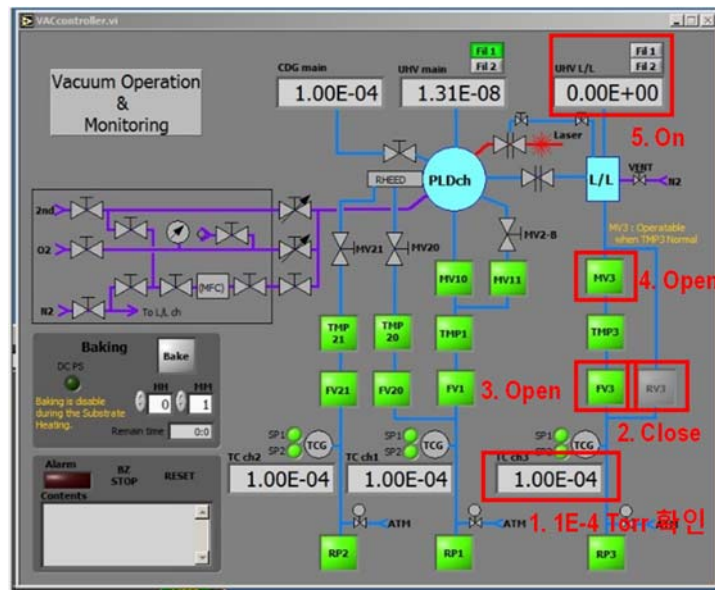 VACcontroller.vi
Vacuum Operation
&
Monitoring
CDG main
1.00E-04
UHV main
Fil 1
Fil 2
1.31E-08
UHV L/L
Fil 1
Fil 2
0.00E+00
5. On
Laser
RHEED
PLDch
L/L
VENT
N2
2nd
O2
N2
(MFC)
To L/L ch
MV21
MV20
MV2-B
MV3 : Operatable
when TMP3 Normal
MV10
MV11
MV3
4. Open
TMP
21
TMP
20
TMP1
TMP3
FV21
FV20
FV1
3. Open
FV3
RV3
2. Close
Baking
Bake
DC PS
HH
MM
0
1
Baking is disable
during the Substrate
Heating.
Remain time
0:0
SP1
SP2
TCG
TC ch2
1.00E-04
SP1
SP2
TCG
TC ch1
1.00E-04
SP1
SP2
TCG
TC ch3
1.00E-04
1. 1E-4 Torr 확인
Alarm
BZ
STOP
RESET
Contents
ATM
ATM
ATM
RP2
RP1
RP3